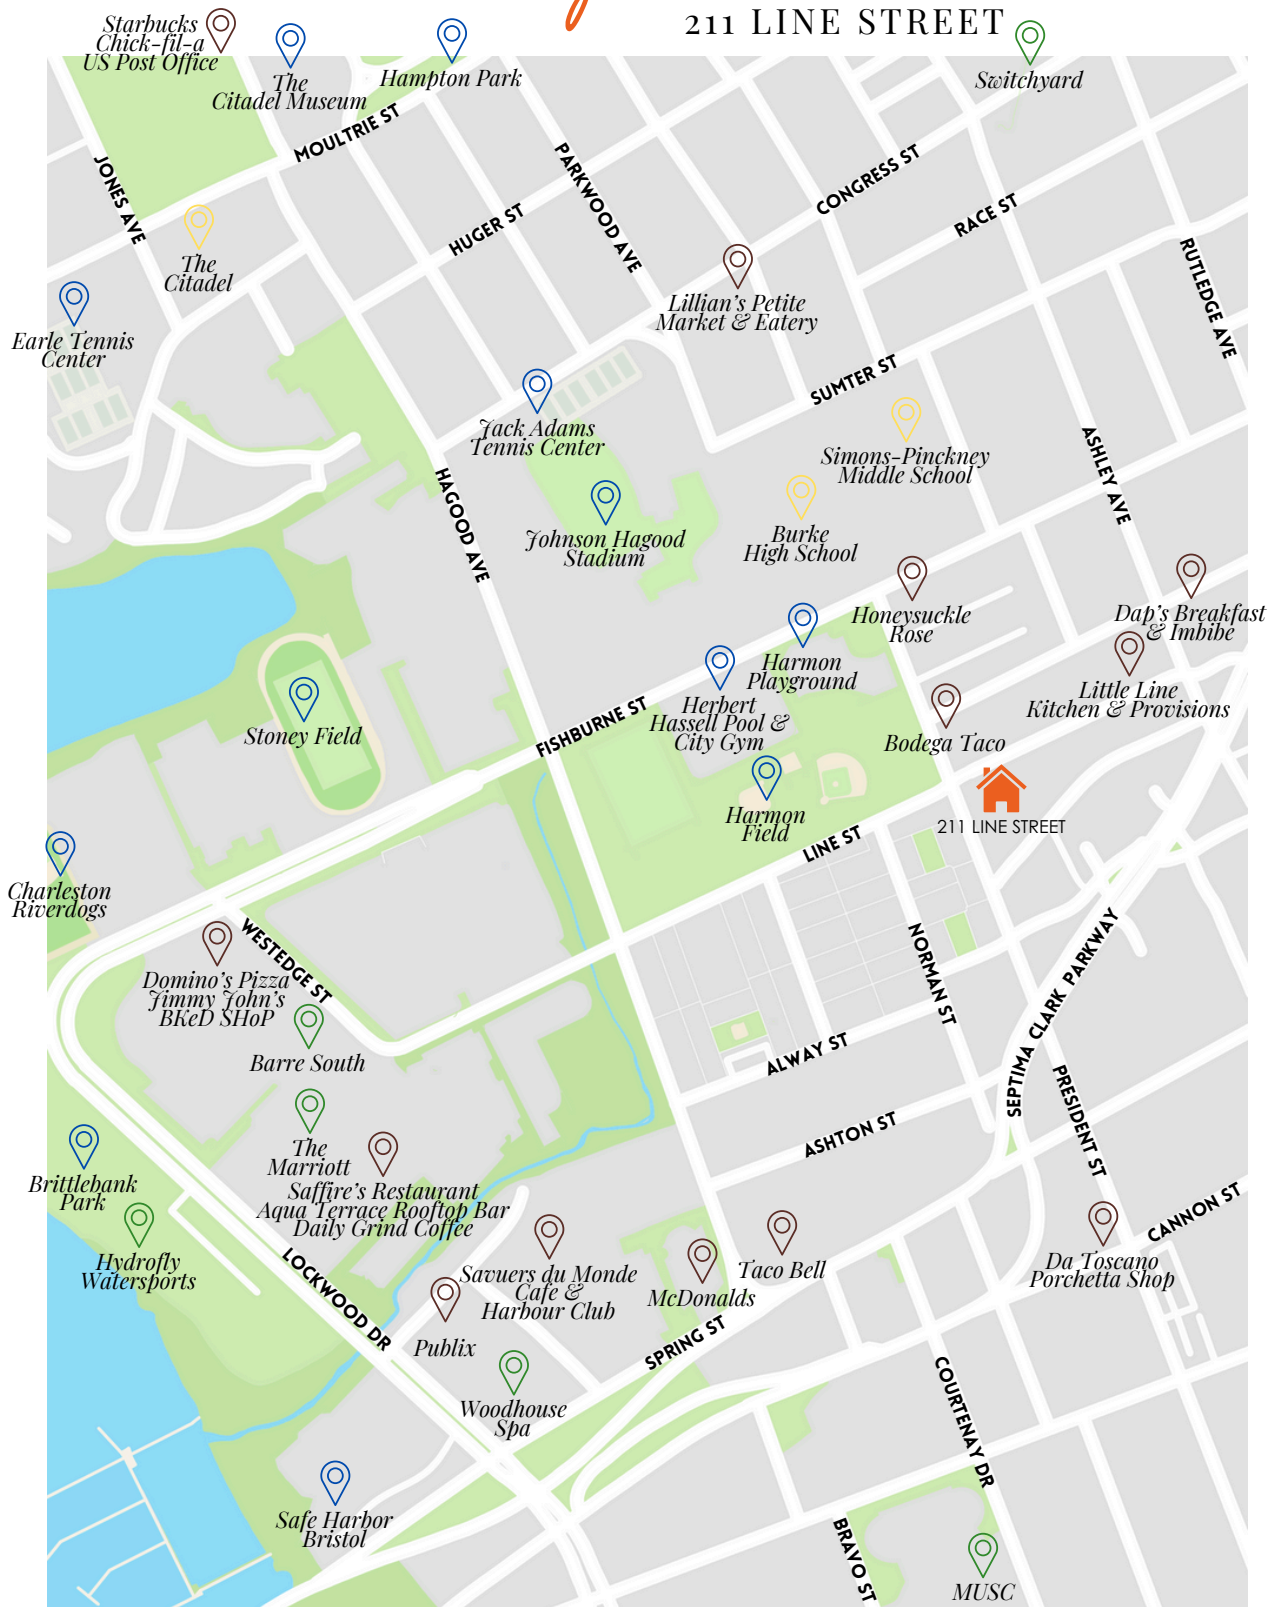 211 LINE STREET
Starbucks
Chick-fil-a
US Post Office
The
Citadel Museum
Hampton Park
Switchyard
MOULTRIE ST
JONES AVE
PARKWOOD AVE
CONGRESS ST
HUGER ST
RACE ST
RUTLEDGE AVE
The
Citadel
Earle Tennis
Center
Lillian's Petite
Market & Eatery
SUMTER ST
Jack Adams
Tennis Center
Simons-Pinckney
Middle School
ASHLEY AVE
HAGOOD AVE
Johnson Hagood
Stadium
Burke
High School
Honeysuckle
Rose
Dap's Breakfast
& Imbibe
Harmon
Playground
Herbert
Hassell Pool &
City Gym
Little Line
Kitchen & Provisions
FISHBURNE ST
Stoney Field
Bodega Taco
Harmon
Field
211 LINE STREET
LINE ST
Charleston
Riverdogs
WESTEDGE ST
Domino's Pizza
Jimmy John's
BKeD SHoP
NORMAN ST
SEPTIMA CLARK PARKWAY
Barre South
ALWAY ST
PRESIDENT ST
ASHTON ST
The
Marriott
Saffire's Restaurant
Aqua Terrace Rooftop Bar
Daily Grind Coffee
Brittlebank
Park
CANNON ST
Hydrofly
Watersports
LOCKWOOD DR
Savuers du Monde
Cafe &
Harbour Club
McDonalds
Taco Bell
Da Toscano
Porchetta Shop
Publix
SPRING ST
Woodhouse
Spa
COURTENAY DR
Safe Harbor
Bristol
BRAVO ST
MUSC